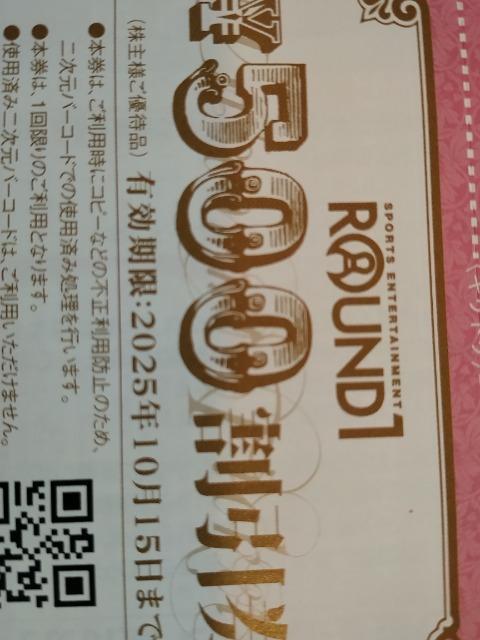 SPORTS ENTERTAINMENT
ROUND1
500円割引券
(株主様ご優待品) 有効期限:2025年10月15日まで
●本券は、ご利用時にコピーなどの不正利用防止のため、
二次元バーコードでの使用済み処理を行います。
●本券は、1回限りのご利用となります。
●使用済み二次元バーコードは、ご利用いただけません。